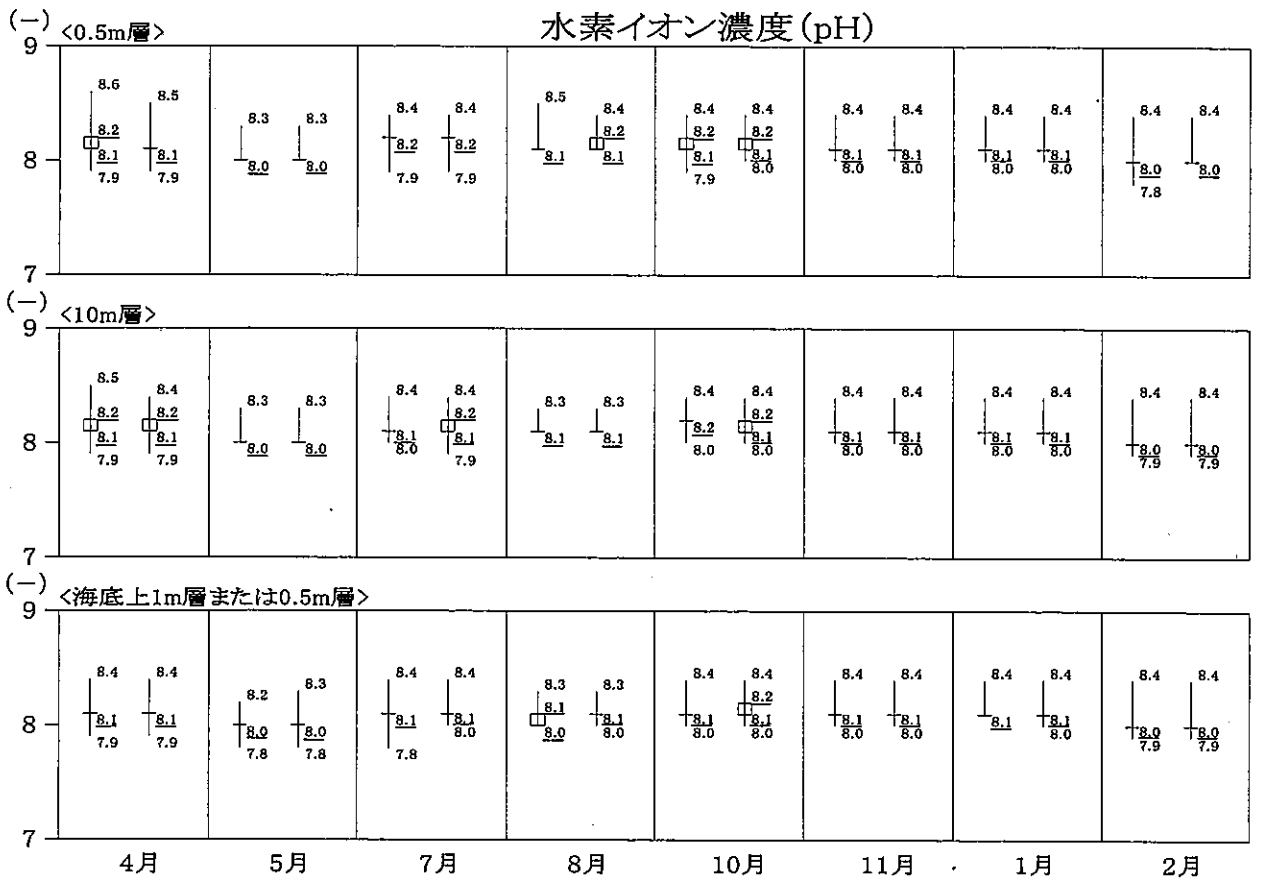 水素イオン濃度(pH)
(－) <0.5m層>
9
8.6 8.5 8.3 8.3 8.4 8.4 8.5 8.4 8.4 8.4 8.4 8.4 8.4 8.4 8.4 8.4
8.2 8.2 8.2 8.2
8 8.1 8.1 8.0 8.0 8.2 8.2 8.1 8.1 8.1 8.1 8.1 8.1 8.1 8.1 8.0 8.0
7.9 7.9 7.9 7.9 7.9 8.0 8.0 8.0 8.0 8.0 7.8
7
(－) <10m層>
9
8.5 8.4 8.3 8.3 8.4 8.4 8.3 8.3 8.4 8.4 8.4 8.4 8.4 8.4 8.4 8.4
8.2 8.2 8.2 8.2
8 8.1 8.1 8.0 8.0 8.1 8.1 8.1 8.1 8.2 8.1 8.1 8.1 8.1 8.1 8.0 8.0
7.9 7.9 8.0 7.9 8.0 8.0 8.0 8.0 8.0 8.0 7.9 7.9
7
(－) <海底上1m層または0.5m層>
9
8.4 8.4 8.2 8.3 8.4 8.4 8.3 8.3 8.4 8.4 8.4 8.4 8.4 8.4 8.4 8.4
8.1 8.2
8 8.1 8.1 8.0 8.0 8.1 8.1 8.0 8.1 8.1 8.1 8.1 8.1 8.1 8.1 8.0 8.0
7.9 7.9 7.8 7.8 7.8 8.0 8.0 8.0 8.0 8.0 8.0 8.0 7.9 7.9
7
4月 5月 7月 8月 10月 11月 1月 2月